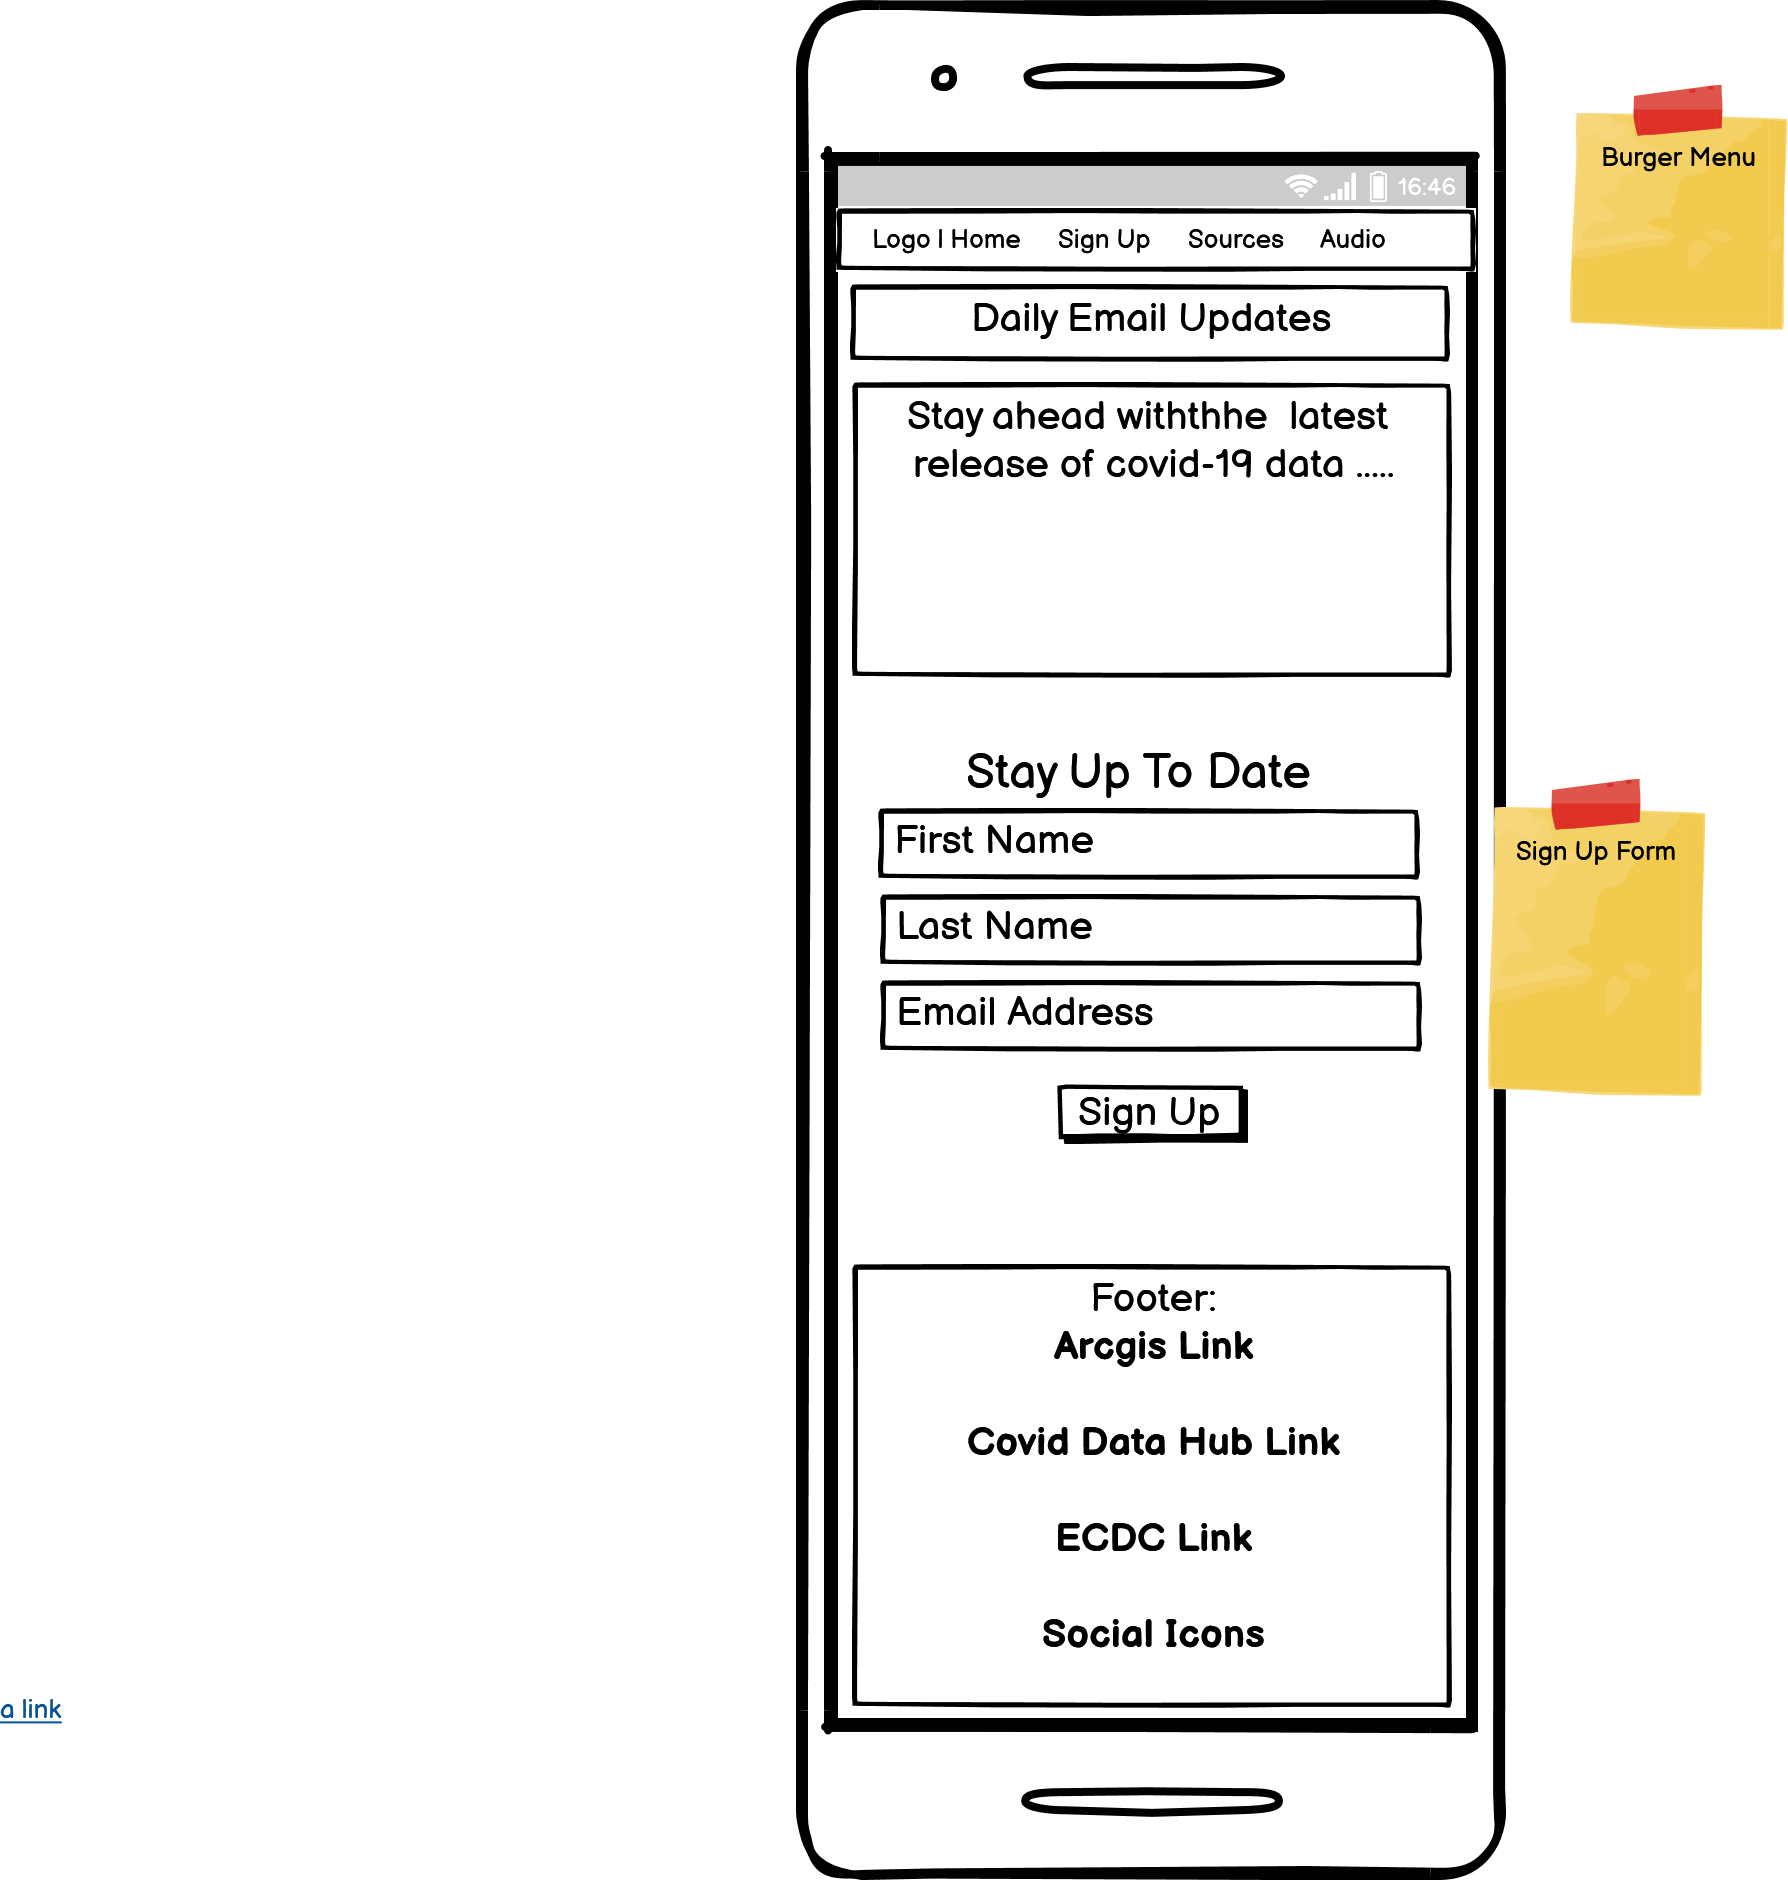 16:46
Logo | Home Sign Up Sources Audio
Burger Menu
Daily Email Updates
Stay ahead withthhe latest
release of covid-19 data .....
Stay Up To Date
First Name
Sign Up Form
Last Name
Email Address
Sign Up
Footer:
Arcgis Link
Covid Data Hub Link
ECDC Link
Social Icons
a link